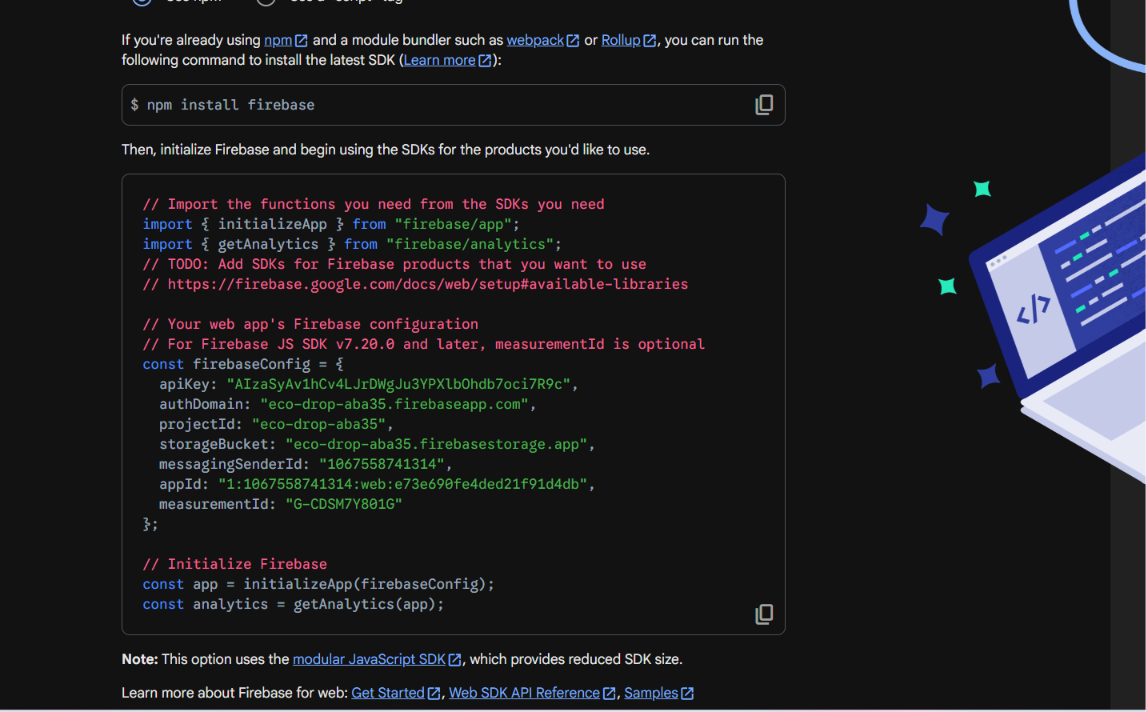 If you're already using npm and a module bundler such as webpack or Rollup, you can run the
following command to install the latest SDK (Learn more):
$ npm install firebase
Then, initialize Firebase and begin using the SDKs for the products you'd like to use.
// Import the functions you need from the SDKs you need
import { initializeApp } from "firebase/app";
import { getAnalytics } from "firebase/analytics";
// TODO: Add SDKs for Firebase products that you want to use
// https://firebase.google.com/docs/web/setup#available-libraries
// Your web app's Firebase configuration
// For Firebase JS SDK v7.20.0 and later, measurementId is optional
const firebaseConfig = {
  apiKey: "AIzaSyAv1hCv4LJrDWgJu3YPXlbOhdb7oci7R9c",
  authDomain: "eco-drop-aba35.firebaseapp.com",
  projectId: "eco-drop-aba35",
  storageBucket: "eco-drop-aba35.firebasestorage.app",
  messagingSenderId: "1067558741314",
  appId: "1:1067558741314:web:e73e690fe4ded21f91d4db",
  measurementId: "G-CDSM7Y801G"
};
// Initialize Firebase
const app = initializeApp(firebaseConfig);
const analytics = getAnalytics(app);
Note: This option uses the modular JavaScript SDK, which provides reduced SDK size.
Learn more about Firebase for web: Get Started, Web SDK API Reference, Samples